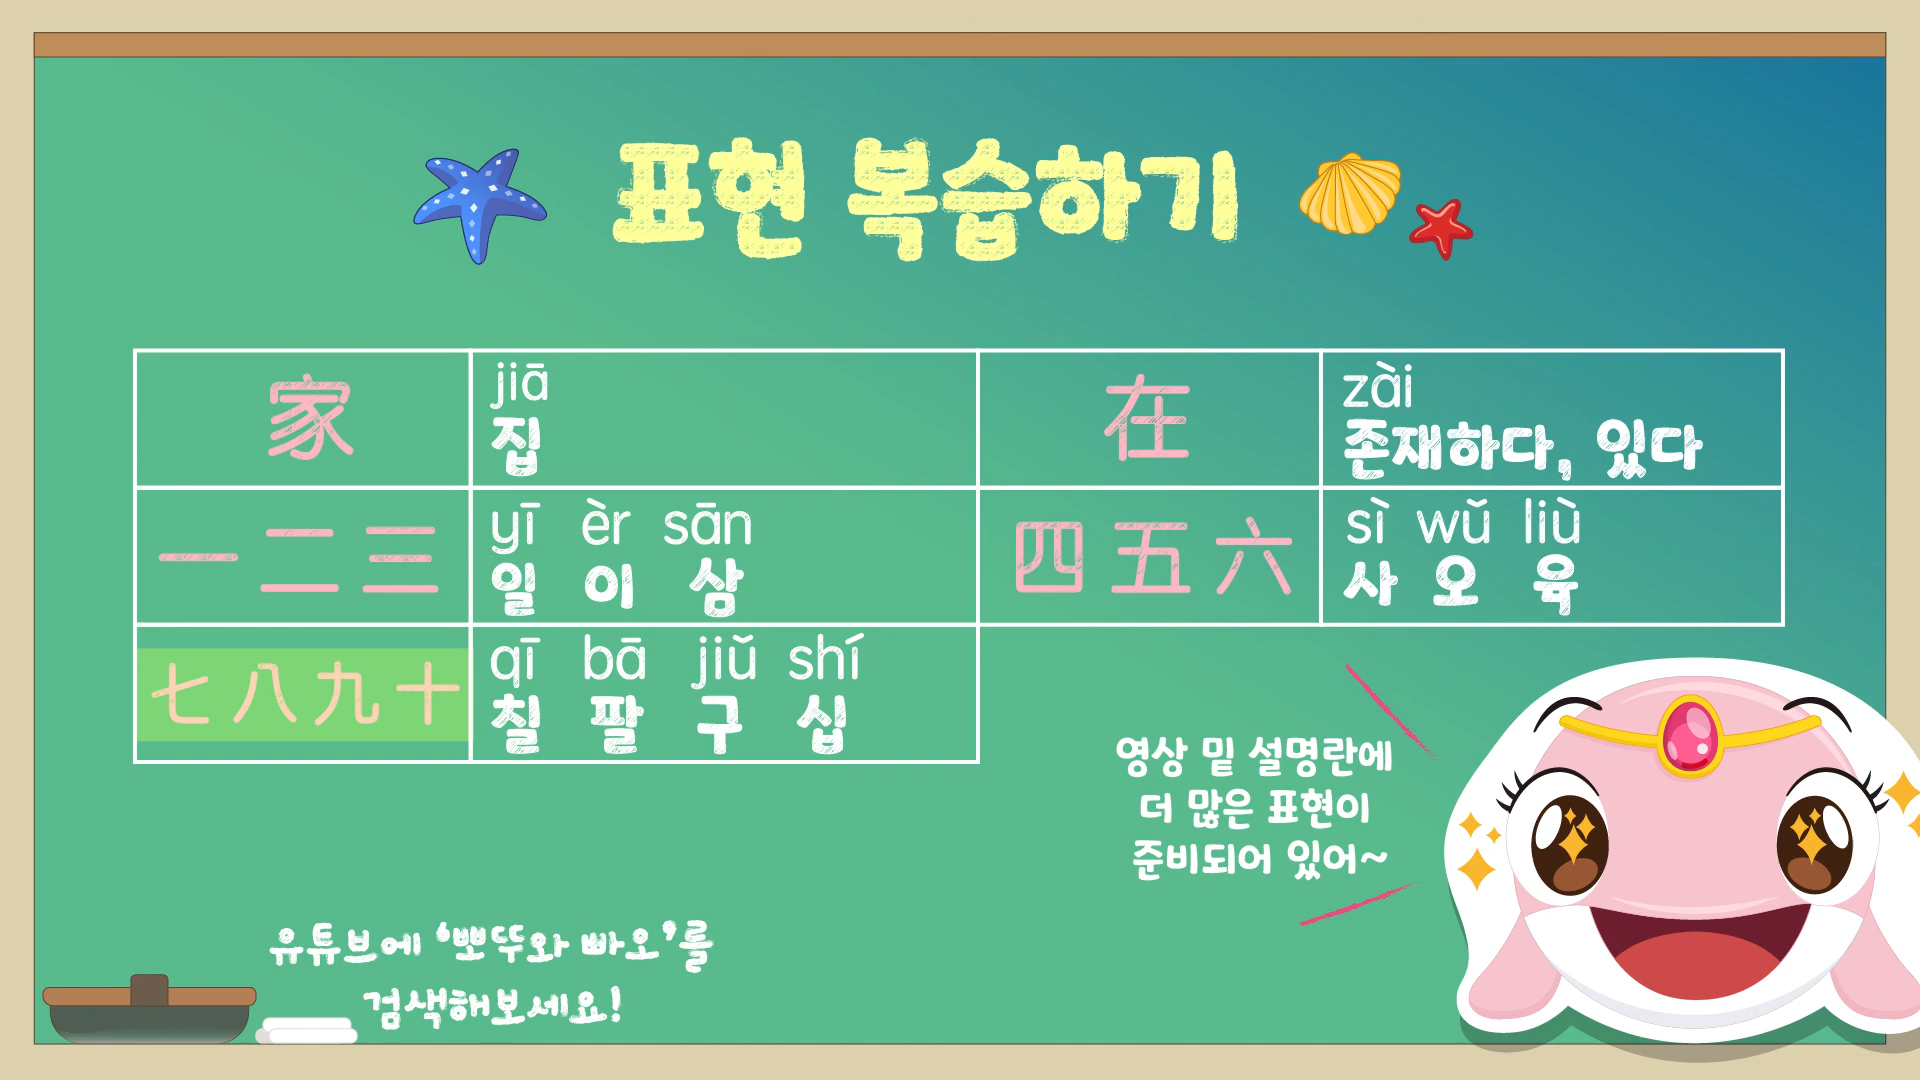 표현 복습하기
家
jiā
집
在
zài
존재하다, 있다
一 二 三
yī èr sān
일 이 삼
四 五 六
sì wŭ liù
사 오 육
七 八 九 十
qī bā jiŭ shí
칠 팔 구 십
영상 밑 설명란에
더 많은 표현이
준비되어 있어~
유튜브에 ‘뽀뚜와 빠오’를
검색해보세요!